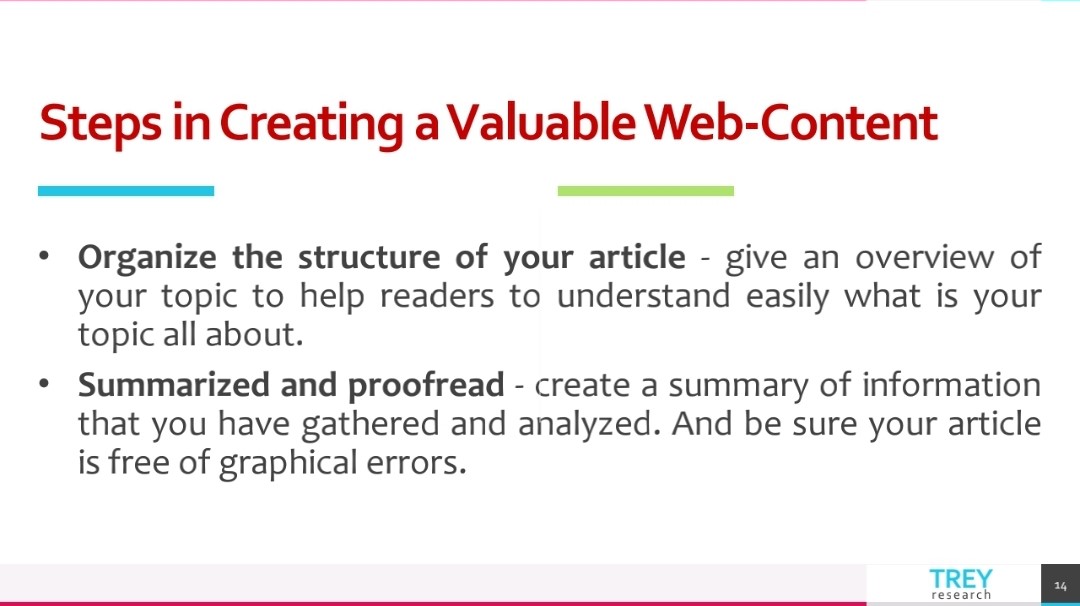 Steps in Creating a Valuable Web-Content
• Organize the structure of your article - give an overview of
your topic to help readers to understand easily what is your
topic all about.
• Summarized and proofread - create a summary of information
that you have gathered and analyzed. And be sure your article
is free of graphical errors.
TREY
research
14